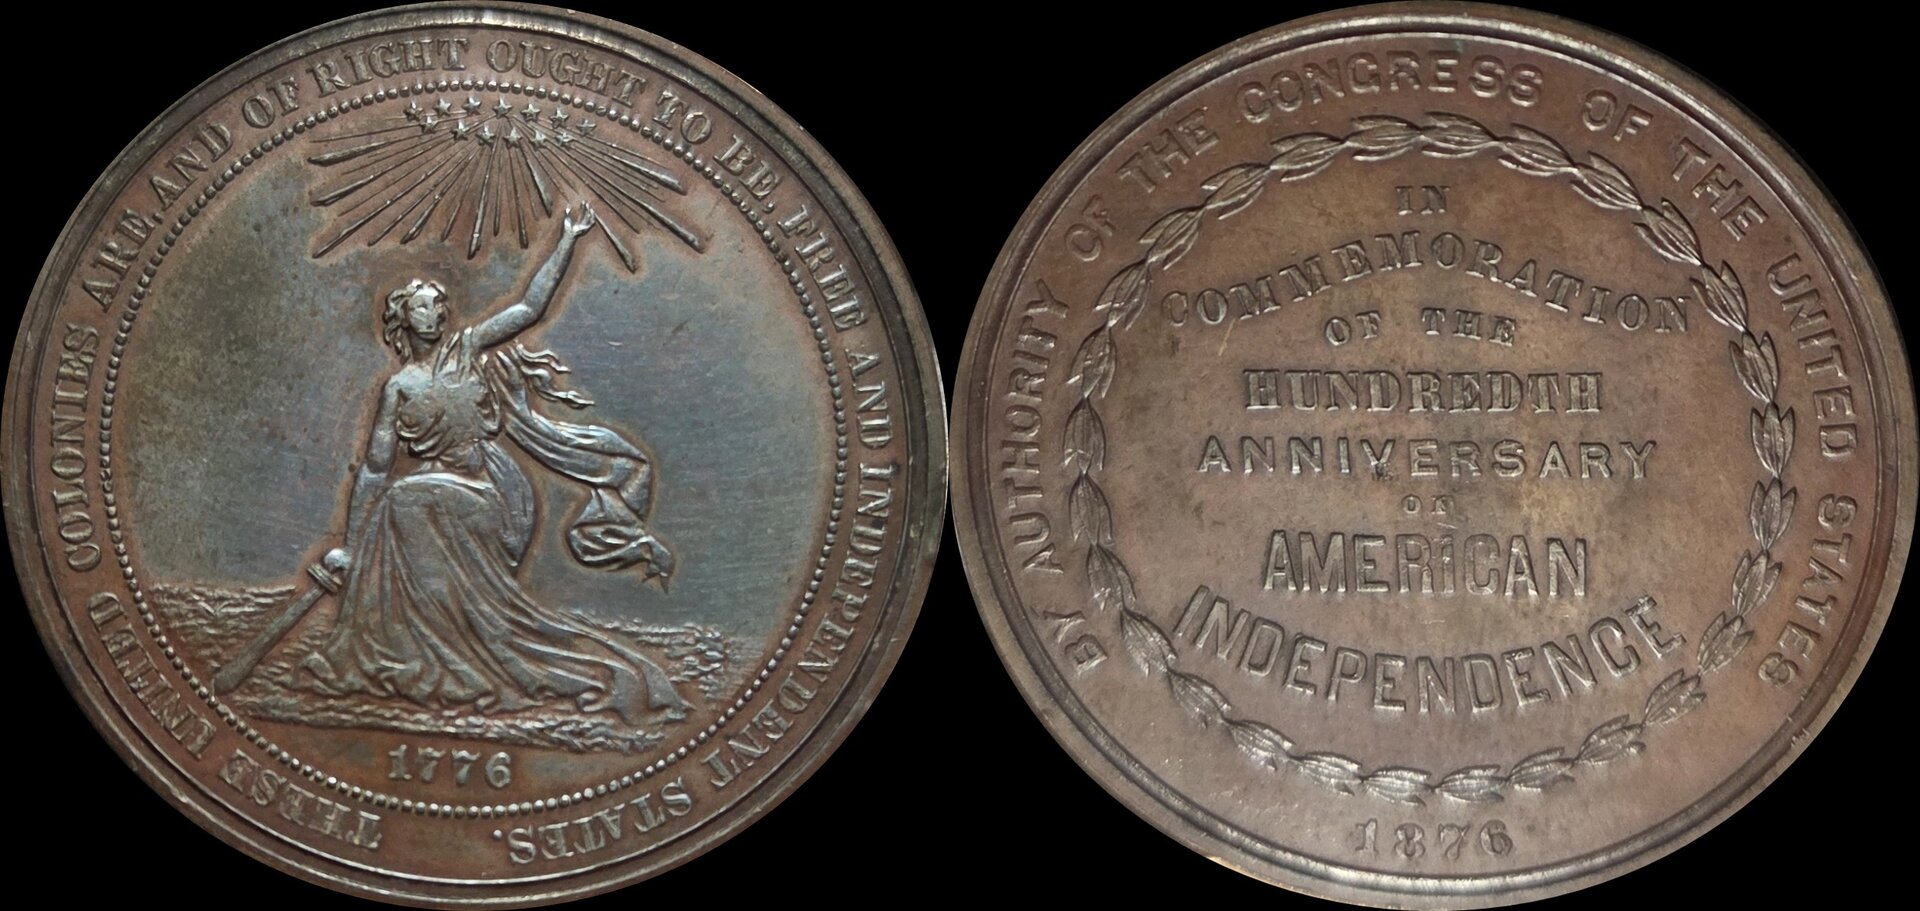 THESE UNITED COLONIES ARE, AND OF RIGHT OUGHT TO BE, FREE AND INDEPENDENT STATES.
1776
BY AUTHORITY OF THE CONGRESS OF THE UNITED STATES
IN
COMMEMORATION
OF THE
HUNDREDTH
ANNIVERSARY
OF
AMERICAN
INDEPENDENCE
1876